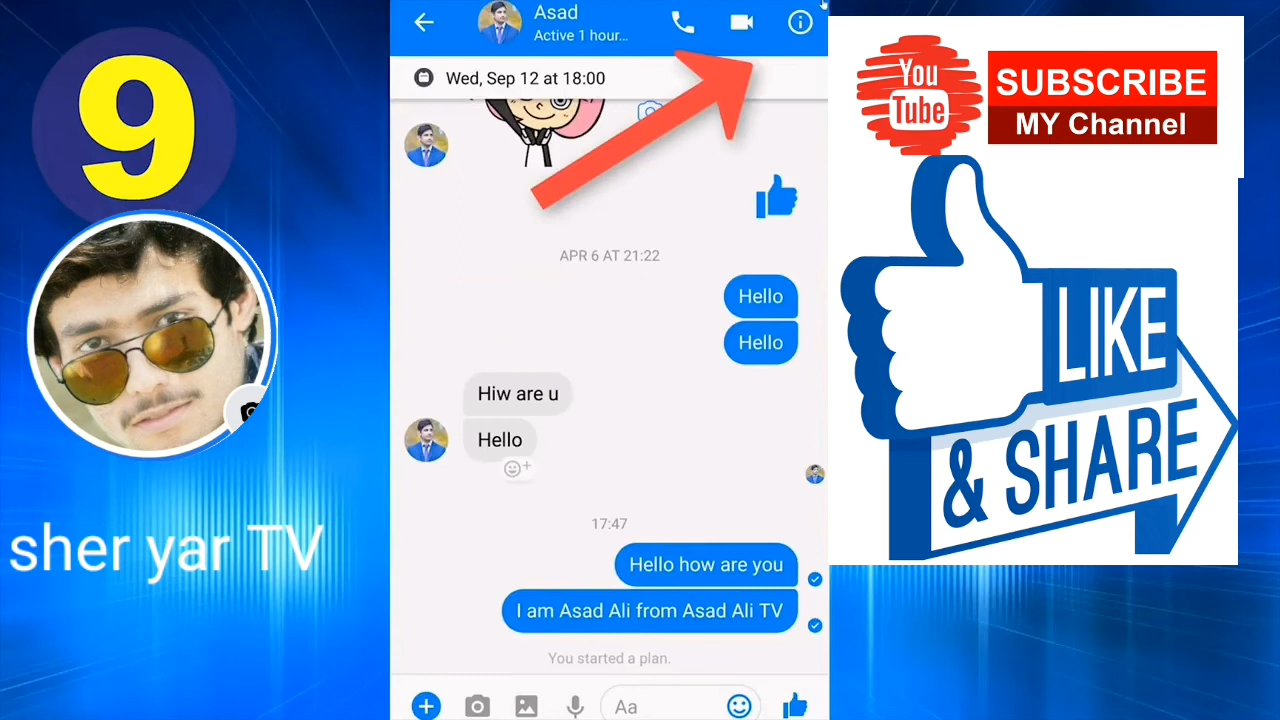 9
sher yar TV
Asad
Active 1 hour...
Wed, Sep 12 at 18:00
APR 6 AT 21:22
Hello
Hello
Hiw are u
Hello
17:47
Hello how are you
I am Asad Ali from Asad Ali TV
You started a plan.
Aa
You
Tube
SUBSCRIBE
MY Channel
LIKE
& SHARE